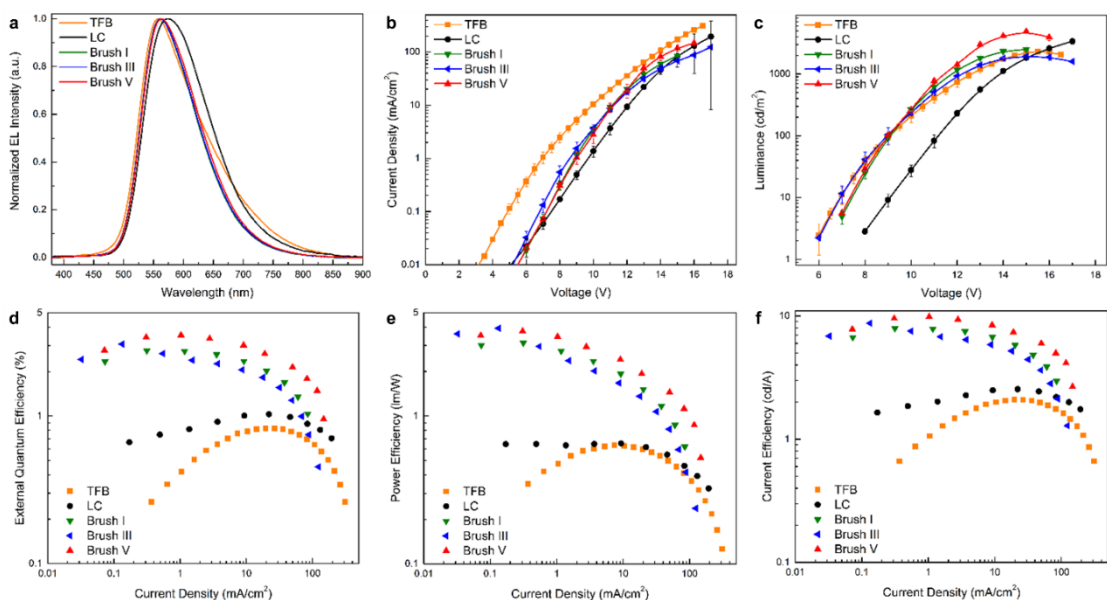 a
Normalized EL Intensity (a.u.)
1.0
0.8
0.6
0.4
0.2
0.0
TFB
LC
Brush I
Brush III
Brush V
400 450 500 550 600 650 700 750 800 850 900
Wavelength (nm)
b
Current Density (mA/cm²)
100
10
1
0.1
0.01
TFB
LC
Brush I
Brush III
Brush V
0 2 4 6 8 10 12 14 16 18
Voltage (V)
c
Luminance (cd/m²)
1000
100
10
1
TFB
LC
Brush I
Brush III
Brush V
6 8 10 12 14 16 18
Voltage (V)
d
External Quantum Efficiency (%)
5
1
0.1
TFB
LC
Brush I
Brush III
Brush V
0.01 0.1 1 10 100
Current Density (mA/cm²)
e
Power Efficiency (lm/W)
5
1
0.1
TFB
LC
Brush I
Brush III
Brush V
0.01 0.1 1 10 100
Current Density (mA/cm²)
f
Current Efficiency (cd/A)
10
1
0.1
TFB
LC
Brush I
Brush III
Brush V
0.01 0.1 1 10 100
Current Density (mA/cm²)